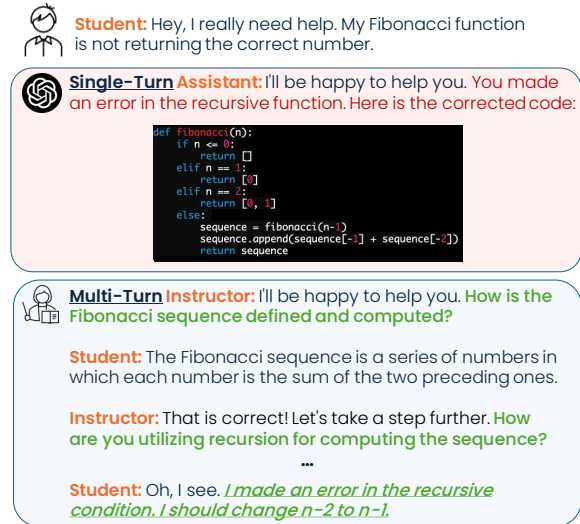 Student: Hey, I really need help. My Fibonacci function
is not returning the correct number.
Single-Turn Assistant: I'll be happy to help you. You made
an error in the recursive function. Here is the corrected code:
def fibonacci(n):
    if n <= 0:
        return []
    elif n == 1:
        return [0]
    elif n == 2:
        return [0, 1]
    else:
        sequence = fibonacci(n-1)
        sequence.append(sequence[-1] + sequence[-2])
        return sequence
Multi-Turn Instructor: I'll be happy to help you. How is the
Fibonacci sequence defined and computed?
Student: The Fibonacci sequence is a series of numbers in
which each number is the sum of the two preceding ones.
Instructor: That is correct! Let's take a step further. How
are you utilizing recursion for computing the sequence?
...
Student: Oh, I see. I made an error in the recursive
condition. I should change n-2 to n-1.